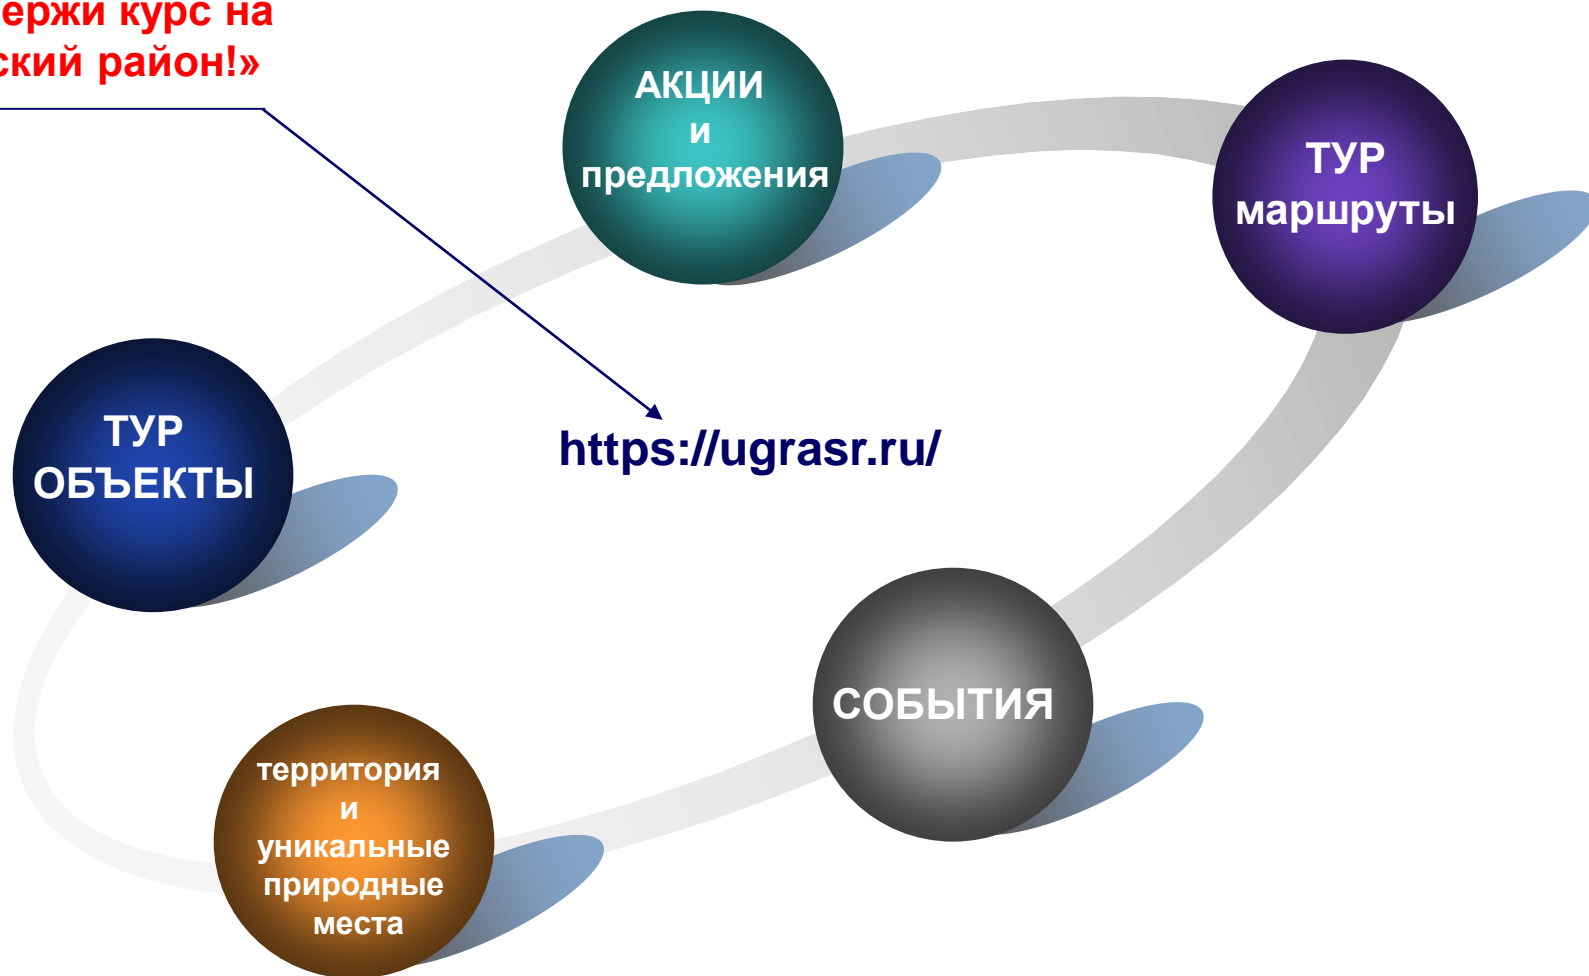 ержи курс на
ский район!»
АКЦИИ
и
предложения
ТУР
маршруты
ТУР
ОБЪЕКТЫ
https://ugrasr.ru/
СОБЫТИЯ
территория
и
уникальные
природные
места